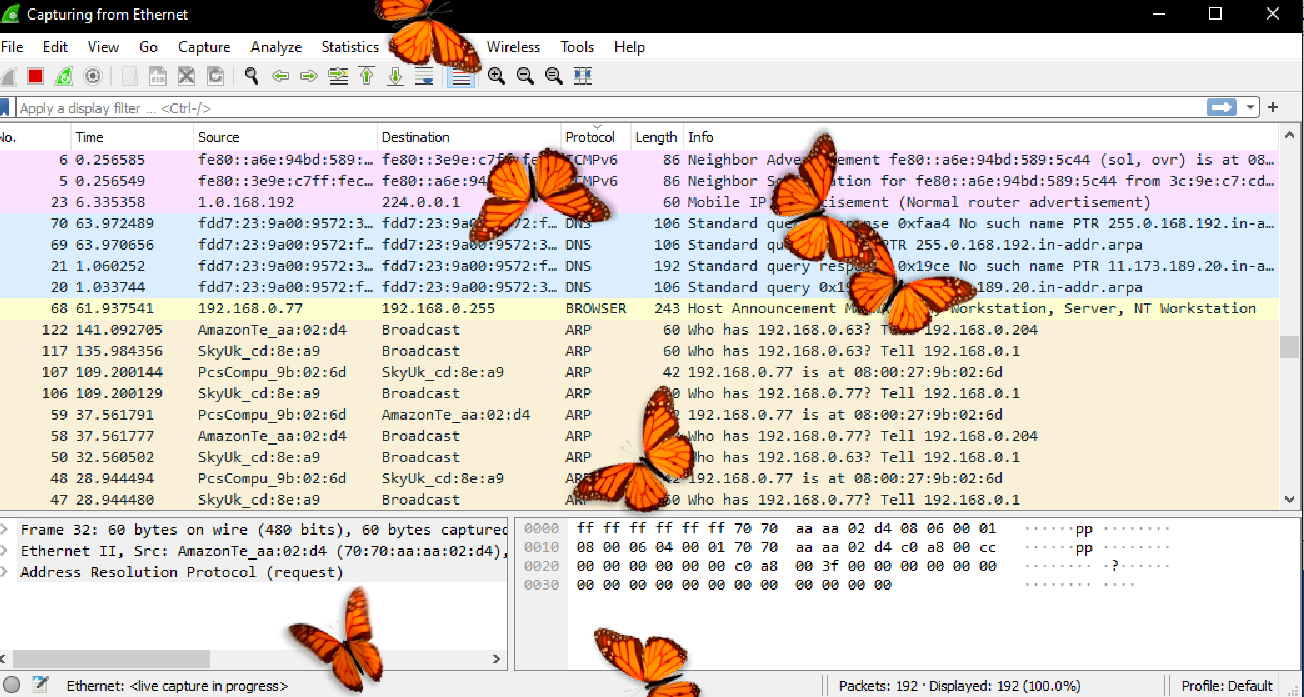 Capturing from Ethernet
File Edit View Go Capture Analyze Statistics Wireless Tools Help
Apply a display filter ... <Ctrl-/>
No. Time Source Destination Protocol Length Info
6 0.256585 fe80::a6e:94bd:589:… fe80::3e9e:c7ff:fe… ICMPv6 86 Neighbor Advertisement fe80::a6e:94bd:589:5c44 (sol, ovr) is at 08…
5 0.256549 fe80::3e9e:c7ff:fec… fe80::a6e:94 ICMPv6 86 Neighbor Solicitation for fe80::a6e:94bd:589:5c44 from 3c:9e:c7:cd…
23 6.335358 1.0.168.192 224.0.0.1 60 Mobile IP Advertisement (Normal router advertisement)
70 63.972489 fdd7:23:9a00:9572:3… fdd7:23:9a00:9572:f… DNS 106 Standard query response 0xfaa4 No such name PTR 255.0.168.192.in-a…
69 63.970656 fdd7:23:9a00:9572:f… fdd7:23:9a00:9572:3… DNS 106 Standard query PTR 255.0.168.192.in-addr.arpa
21 1.060252 fdd7:23:9a00:9572:3… fdd7:23:9a00:9572:f… DNS 192 Standard query response 0x19ce No such name PTR 11.173.189.20.in-a…
20 1.033744 fdd7:23:9a00:9572:f… fdd7:23:9a00:9572:3… DNS 106 Standard query 189.20.in-addr.arpa
68 61.937541 192.168.0.77 192.168.0.255 BROWSER 243 Host Announcement Workstation, Server, NT Workstation
122 141.092705 AmazonTe_aa:02:d4 Broadcast ARP 60 Who has 192.168.0.63? Tell 192.168.0.204
117 135.984356 SkyUk_cd:8e:a9 Broadcast ARP 60 Who has 192.168.0.63? Tell 192.168.0.1
107 109.200144 PcsCompu_9b:02:6d SkyUk_cd:8e:a9 ARP 42 192.168.0.77 is at 08:00:27:9b:02:6d
106 109.200129 SkyUk_cd:8e:a9 Broadcast ARP Who has 192.168.0.77? Tell 192.168.0.1
59 37.561791 PcsCompu_9b:02:6d AmazonTe_aa:02:d4 ARP 192.168.0.77 is at 08:00:27:9b:02:6d
58 37.561777 AmazonTe_aa:02:d4 Broadcast ARP Who has 192.168.0.77? Tell 192.168.0.204
50 32.560502 SkyUk_cd:8e:a9 Broadcast ARP Who has 192.168.0.63? Tell 192.168.0.1
48 28.944494 PcsCompu_9b:02:6d SkyUk_cd:8e:a9 ARP 42 192.168.0.77 is at 08:00:27:9b:02:6d
47 28.944480 SkyUk_cd:8e:a9 Broadcast ARP 60 Who has 192.168.0.77? Tell 192.168.0.1
Frame 32: 60 bytes on wire (480 bits), 60 bytes captured
Ethernet II, Src: AmazonTe_aa:02:d4 (70:70:aa:aa:02:d4),
Address Resolution Protocol (request)
0000 ff ff ff ff ff ff 70 70 aa aa 02 d4 08 06 00 01 ······pp ········
0010 08 00 06 04 00 01 70 70 aa aa 02 d4 c0 a8 00 cc ······pp ········
0020 00 00 00 00 00 00 c0 a8 00 3f 00 00 00 00 00 00 ········ ·?······
0030 00 00 00 00 00 00 00 00 00 00 00 00 ········ ····
Ethernet: <live capture in progress> Packets: 192 · Displayed: 192 (100.0%) Profile: Default